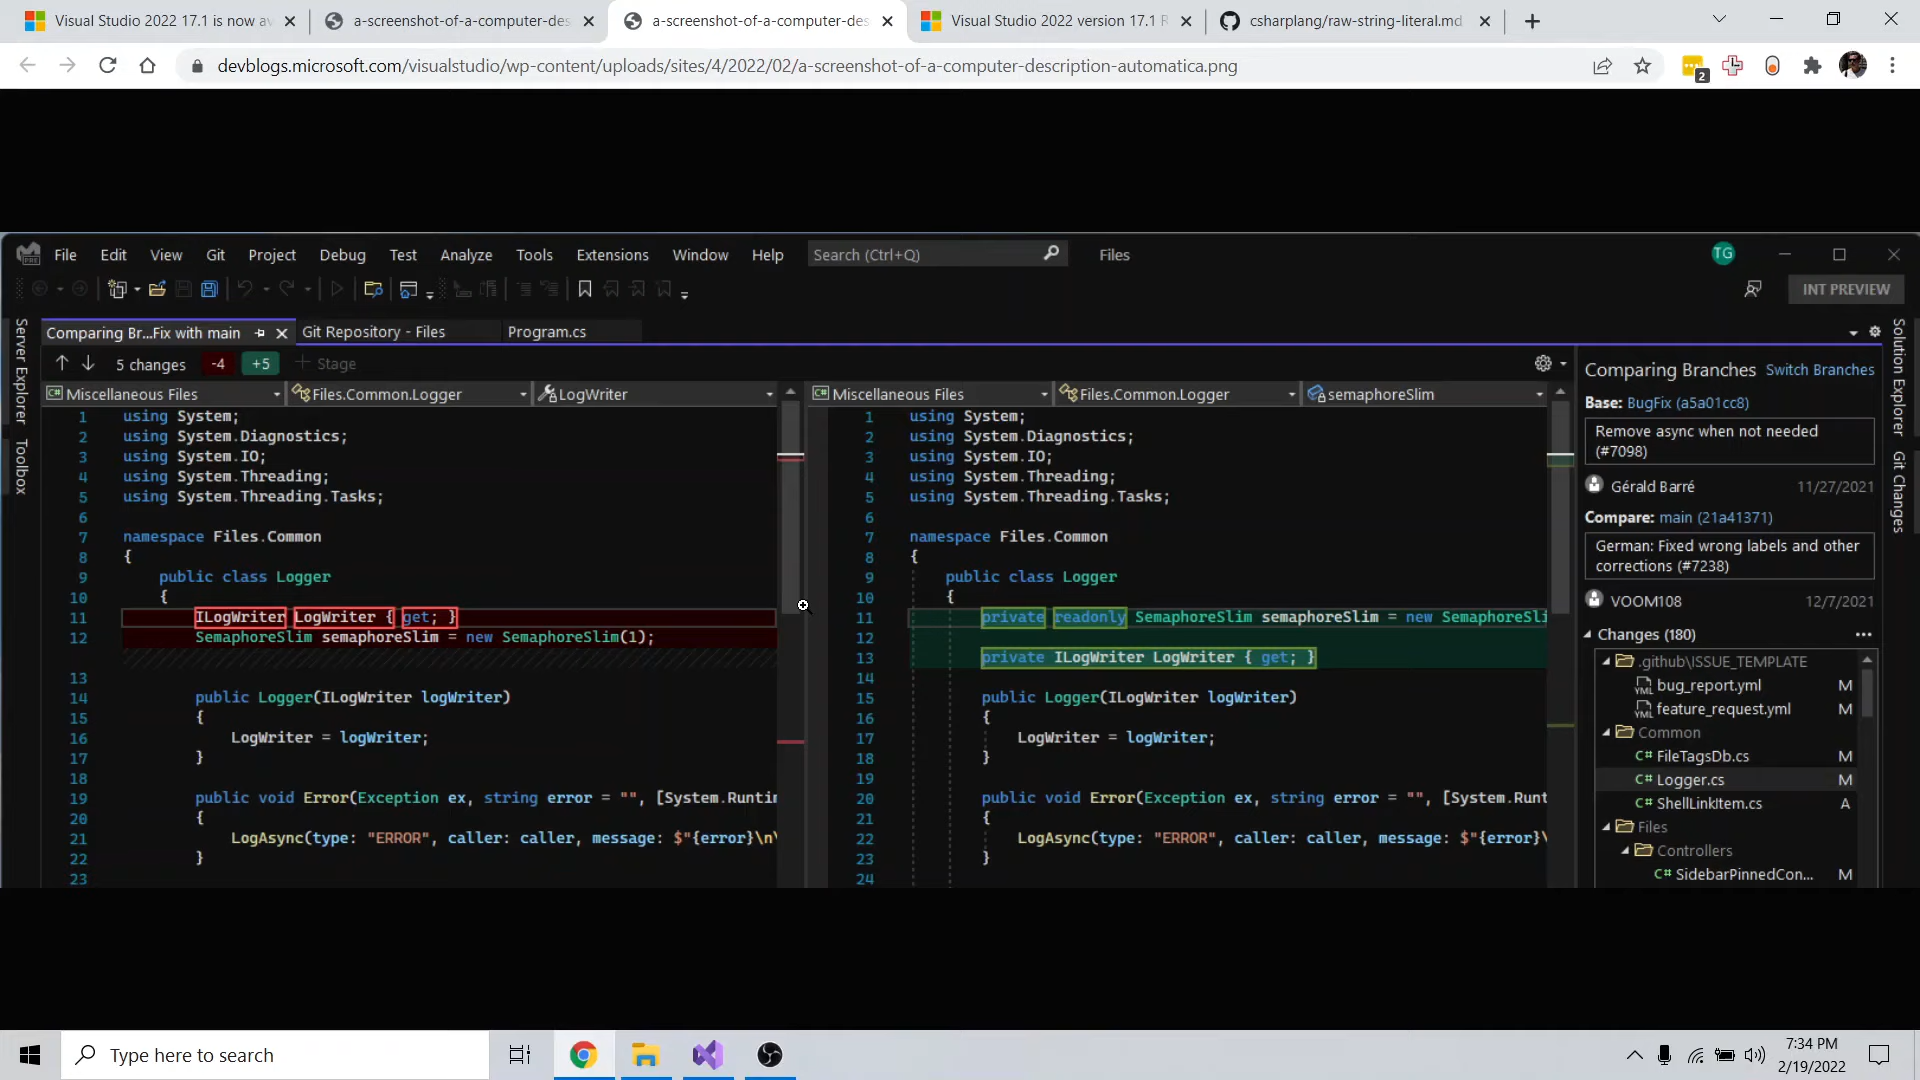 Visual Studio 2022 17.1 is now av
a-screenshot-of-a-computer-des
a-screenshot-of-a-computer-des
Visual Studio 2022 version 17.1 R
csharplang/raw-string-literal.md
devblogs.microsoft.com/visualstudio/wp-content/uploads/sites/4/2022/02/a-screenshot-of-a-computer-description-automatica.png
2
File Edit View Git Project Debug Test Analyze Tools Extensions Window Help Search (Ctrl+Q) Files TG
INT PREVIEW
Server Explorer
Toolbox
Comparing Br...Fix with main
Git Repository - Files
Program.cs
5 changes -4 +5 Stage
Miscellaneous Files
Files.Common.Logger
LogWriter
1 using System;
2 using System.Diagnostics;
3 using System.IO;
4 using System.Threading;
5 using System.Threading.Tasks;
6
7 namespace Files.Common
8 {
9 public class Logger
10 {
11 ILogWriter LogWriter { get; }
12 SemaphoreSlim semaphoreSlim = new SemaphoreSlim(1);
13
14 public Logger(ILogWriter logWriter)
15 {
16 LogWriter = logWriter;
17 }
18
19 public void Error(Exception ex, string error = "", [System.Runtim
20 {
21 LogAsync(type: "ERROR", caller: caller, message: $"{error}\n\
22 }
23
Miscellaneous Files
Files.Common.Logger
semaphoreSlim
1 using System;
2 using System.Diagnostics;
3 using System.IO;
4 using System.Threading;
5 using System.Threading.Tasks;
6
7 namespace Files.Common
8 {
9 public class Logger
10 {
11 private readonly SemaphoreSlim semaphoreSlim = new SemaphoreSli
12
13 private ILogWriter LogWriter { get; }
14
15 public Logger(ILogWriter logWriter)
16 {
17 LogWriter = logWriter;
18 }
19
20 public void Error(Exception ex, string error = "", [System.Runt
21 {
22 LogAsync(type: "ERROR", caller: caller, message: $"{error}\
23 }
24
Comparing Branches Switch Branches
Base: BugFix (a5a01cc8)
Remove async when not needed
(#7098)
Gérald Barré 11/27/2021
Compare: main (21a41371)
German: Fixed wrong labels and other
corrections (#7238)
VOOM108 12/7/2021
Changes (180) ...
.github\ISSUE_TEMPLATE
YML bug_report.yml M
YML feature_request.yml M
Common
C# FileTagsDb.cs M
C# Logger.cs M
C# ShellLinkItem.cs A
Files
Controllers
C# SidebarPinnedCon... M
Solution Explorer
Git Changes
Type here to search
7:34 PM
2/19/2022